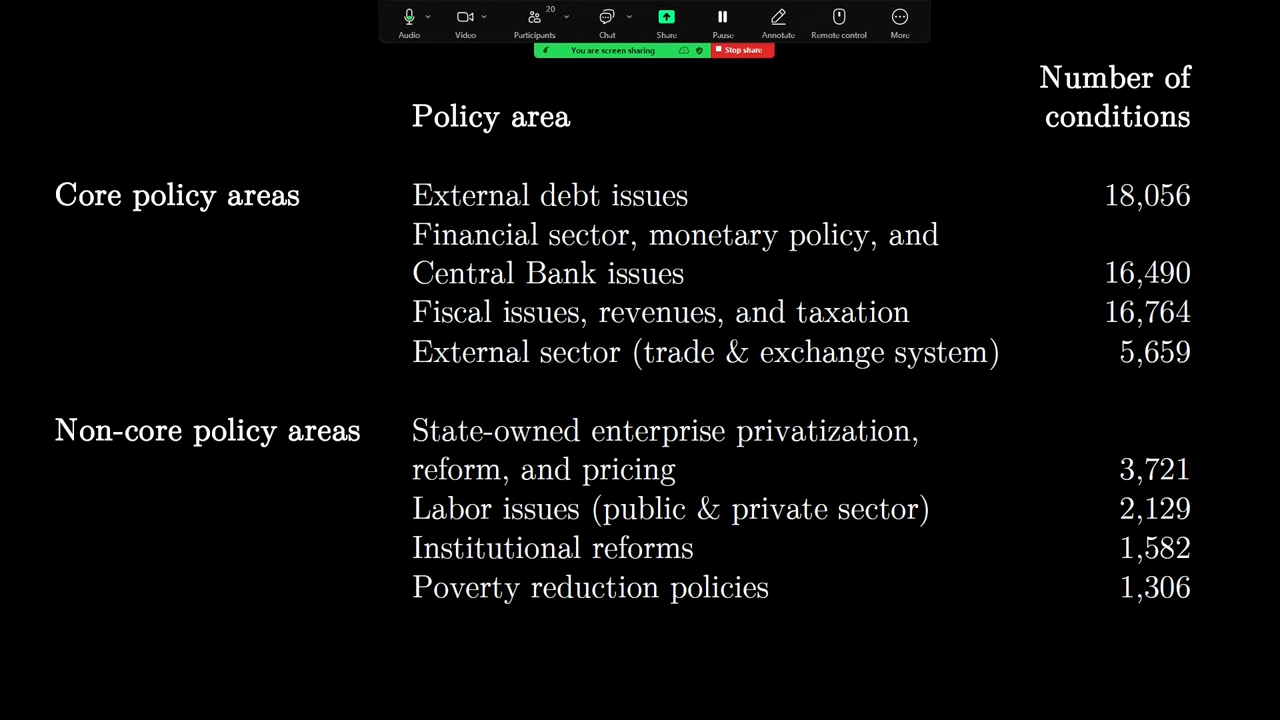 20
Audio
Video
Participants
Chat
Share
Pause
Annotate
Remote control
More
You are screen sharing
Stop share
Number of
Policy area conditions
Core policy areas External debt issues 18,056
Financial sector, monetary policy, and
Central Bank issues 16,490
Fiscal issues, revenues, and taxation 16,764
External sector (trade & exchange system) 5,659
Non-core policy areas State-owned enterprise privatization,
reform, and pricing 3,721
Labor issues (public & private sector) 2,129
Institutional reforms 1,582
Poverty reduction policies 1,306